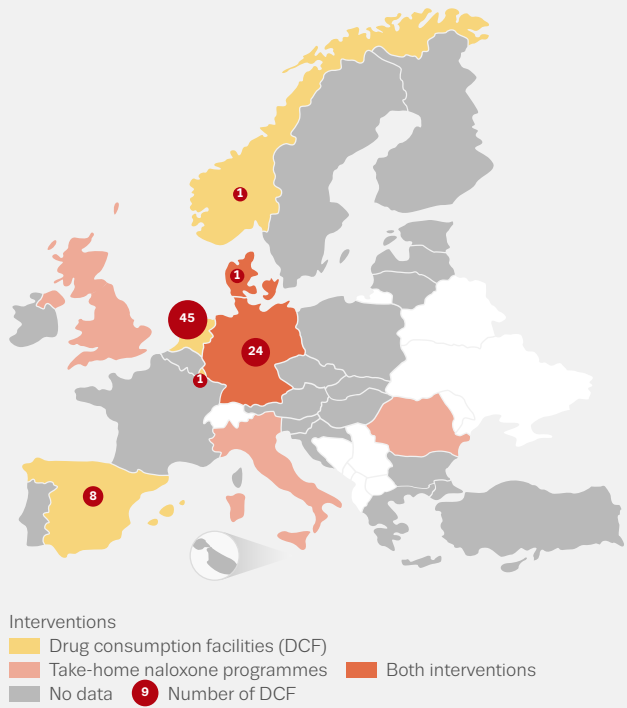 1
1
45
24
1
8
Interventions
Drug consumption facilities (DCF)
Take-home naloxone programmes Both interventions
No data 9 Number of DCF